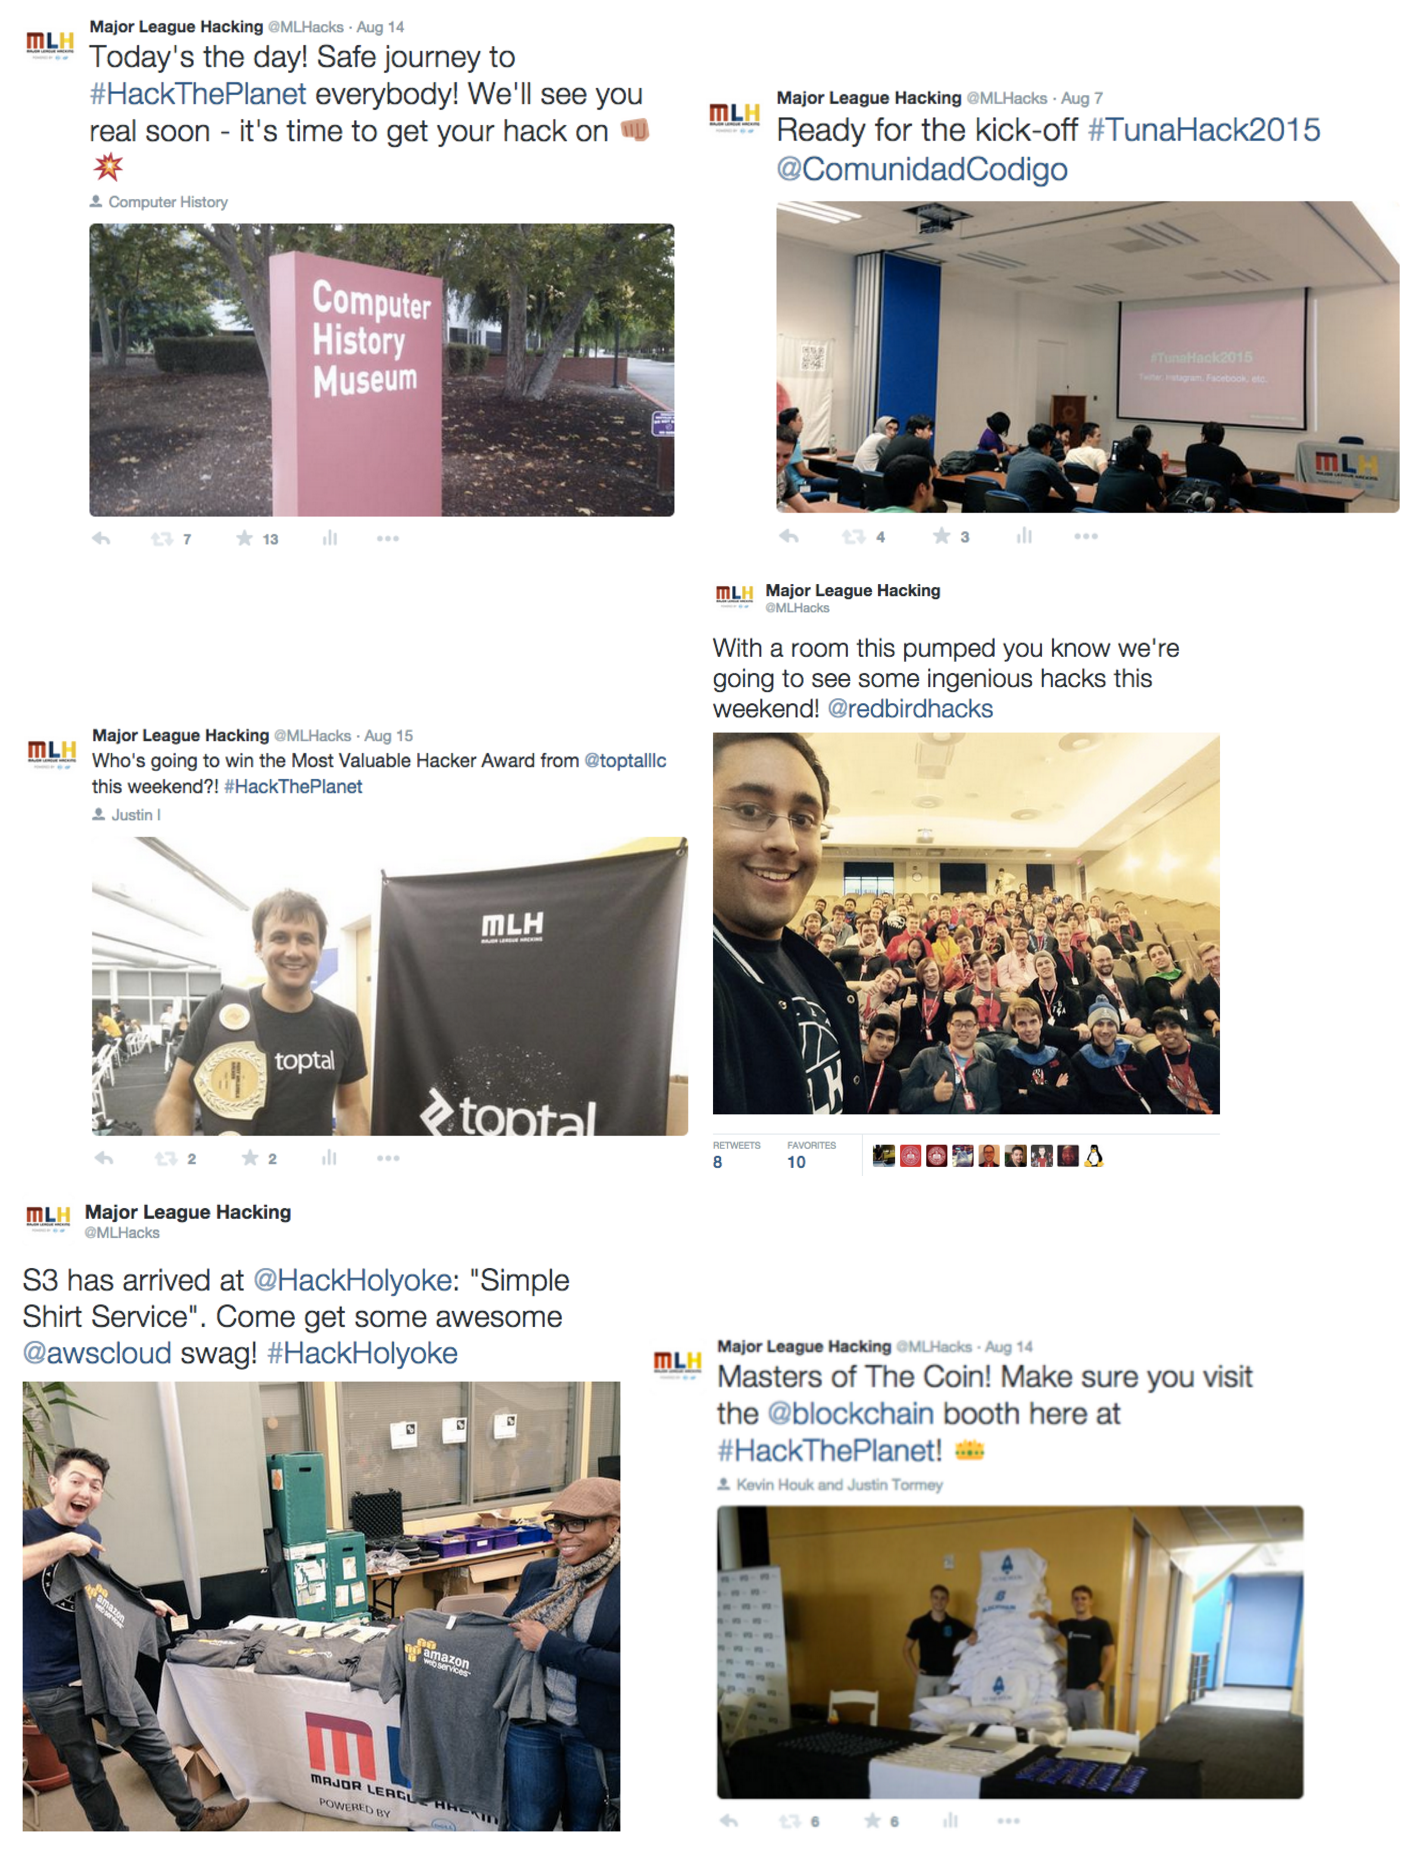 Major League Hacking @MLHacks · Aug 14
Today's the day! Safe journey to
#HackThePlanet everybody! We'll see you
real soon - it's time to get your hack on 👊
💥
Computer History
Computer
History
Museum
7 13
MLH
Major League Hacking @MLHacks · Aug 7
Ready for the kick-off #TunaHack2015
@ComunidadCodigo
#TunaHack2015
Twitter, Instagram, Facebook, etc.
MLH
MAJOR LEAGUE HACKING
4 3
MLH
Major League Hacking @MLHacks · Aug 15
Who's going to win the Most Valuable Hacker Award from @toptalllc
this weekend?! #HackThePlanet
Justin I
toptal
MLH
MAJOR LEAGUE HACKING
toptal
2 2
MLH
Major League Hacking
@MLHacks
With a room this pumped you know we're
going to see some ingenious hacks this
weekend! @redbirdhacks
RETWEETS FAVORITES
8 10
MLH
Major League Hacking
@MLHacks
S3 has arrived at @HackHolyoke: "Simple
Shirt Service". Come get some awesome
@awscloud swag! #HackHolyoke
amazon
web services
amazon
web services
MAJOR LEAGUE HACKIN
POWERED BY
MLH
Major League Hacking @MLHacks · Aug 14
Masters of The Coin! Make sure you visit
the @blockchain booth here at
#HackThePlanet! 👑
Kevin Houk and Justin Tormey
6 6